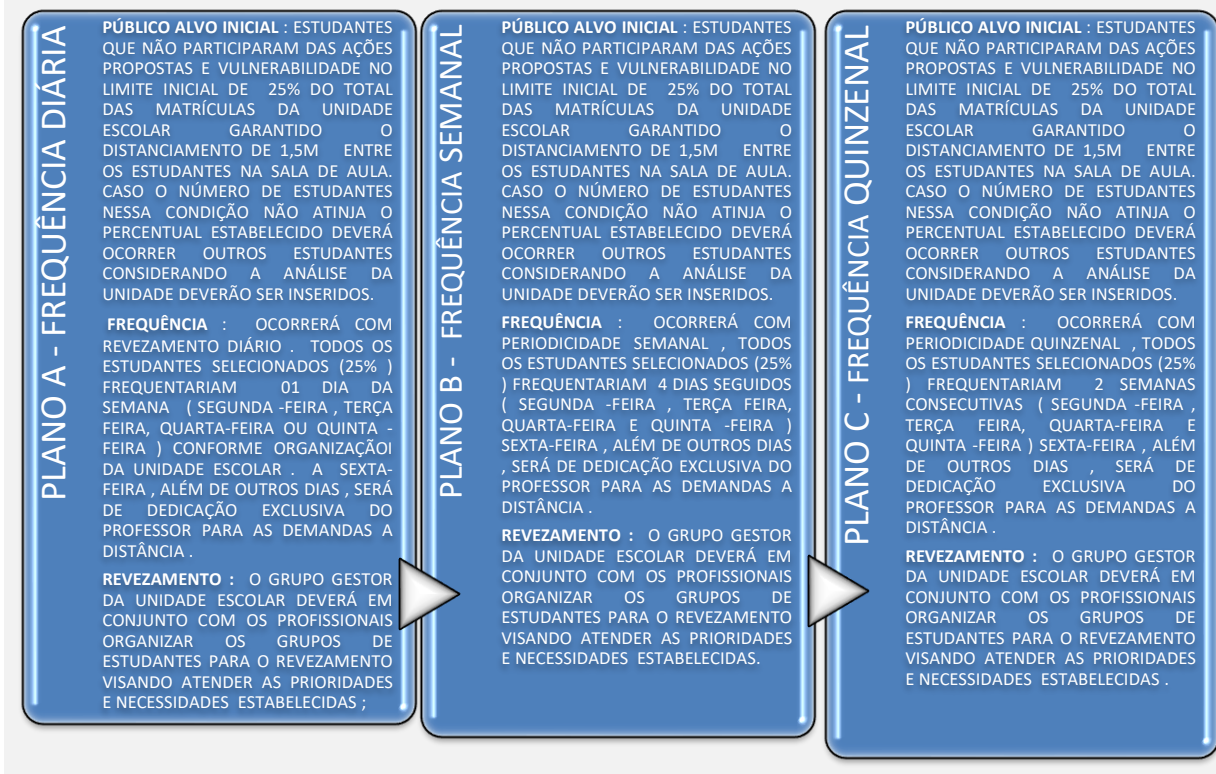 PLANO A - FREQUÊNCIA DIÁRIA
PÚBLICO ALVO INICIAL : ESTUDANTES
QUE NÃO PARTICIPARAM DAS AÇÕES
PROPOSTAS E VULNERABILIDADE NO
LIMITE INICIAL DE 25% DO TOTAL
DAS MATRÍCULAS DA UNIDADE
ESCOLAR GARANTIDO O
DISTANCIAMENTO DE 1,5M ENTRE
OS ESTUDANTES NA SALA DE AULA.
CASO O NÚMERO DE ESTUDANTES
NESSA CONDIÇÃO NÃO ATINJA O
PERCENTUAL ESTABELECIDO DEVERÁ
OCORRER OUTROS ESTUDANTES
CONSIDERANDO A ANÁLISE DA
UNIDADE DEVERÃO SER INSERIDOS.
FREQUÊNCIA : OCORRERÁ COM
REVEZAMENTO DIÁRIO . TODOS OS
ESTUDANTES SELECIONADOS (25% )
FREQUENTARIAM 01 DIA DA
SEMANA ( SEGUNDA -FEIRA , TERÇA
FEIRA, QUARTA-FEIRA OU QUINTA -
FEIRA ) CONFORME ORGANIZAÇÃOI
DA UNIDADE ESCOLAR . A SEXTA-
FEIRA , ALÉM DE OUTROS DIAS , SERÁ
DE DEDICAÇÃO EXCLUSIVA DO
PROFESSOR PARA AS DEMANDAS A
DISTÂNCIA .
REVEZAMENTO : O GRUPO GESTOR
DA UNIDADE ESCOLAR DEVERÁ EM
CONJUNTO COM OS PROFISSIONAIS
ORGANIZAR OS GRUPOS DE
ESTUDANTES PARA O REVEZAMENTO
VISANDO ATENDER AS PRIORIDADES
E NECESSIDADES ESTABELECIDAS ;
PLANO B - FREQUÊNCIA SEMANAL
PÚBLICO ALVO INICIAL : ESTUDANTES
QUE NÃO PARTICIPARAM DAS AÇÕES
PROPOSTAS E VULNERABILIDADE NO
LIMITE INICIAL DE 25% DO TOTAL
DAS MATRÍCULAS DA UNIDADE
ESCOLAR GARANTIDO O
DISTANCIAMENTO DE 1,5M ENTRE
OS ESTUDANTES NA SALA DE AULA.
CASO O NÚMERO DE ESTUDANTES
NESSA CONDIÇÃO NÃO ATINJA O
PERCENTUAL ESTABELECIDO DEVERÁ
OCORRER OUTROS ESTUDANTES
CONSIDERANDO A ANÁLISE DA
UNIDADE DEVERÃO SER INSERIDOS.
FREQUÊNCIA : OCORRERÁ COM
PERIODICIDADE SEMANAL , TODOS
OS ESTUDANTES SELECIONADOS (25%
) FREQUENTARIAM 4 DIAS SEGUIDOS
( SEGUNDA -FEIRA , TERÇA FEIRA,
QUARTA-FEIRA E QUINTA -FEIRA )
SEXTA-FEIRA , ALÉM DE OUTROS DIAS
, SERÁ DE DEDICAÇÃO EXCLUSIVA DO
PROFESSOR PARA AS DEMANDAS A
DISTÂNCIA .
REVEZAMENTO : O GRUPO GESTOR
DA UNIDADE ESCOLAR DEVERÁ EM
CONJUNTO COM OS PROFISSIONAIS
ORGANIZAR OS GRUPOS DE
ESTUDANTES PARA O REVEZAMENTO
VISANDO ATENDER AS PRIORIDADES
E NECESSIDADES ESTABELECIDAS.
PLANO C - FREQUÊNCIA QUINZENAL
PÚBLICO ALVO INICIAL : ESTUDANTES
QUE NÃO PARTICIPARAM DAS AÇÕES
PROPOSTAS E VULNERABILIDADE NO
LIMITE INICIAL DE 25% DO TOTAL
DAS MATRÍCULAS DA UNIDADE
ESCOLAR GARANTIDO O
DISTANCIAMENTO DE 1,5M ENTRE
OS ESTUDANTES NA SALA DE AULA.
CASO O NÚMERO DE ESTUDANTES
NESSA CONDIÇÃO NÃO ATINJA O
PERCENTUAL ESTABELECIDO DEVERÁ
OCORRER OUTROS ESTUDANTES
CONSIDERANDO A ANÁLISE DA
UNIDADE DEVERÃO SER INSERIDOS.
FREQUÊNCIA : OCORRERÁ COM
PERIODICIDADE QUINZENAL , TODOS
OS ESTUDANTES SELECIONADOS (25%
) FREQUENTARIAM 2 SEMANAS
CONSECUTIVAS ( SEGUNDA -FEIRA ,
TERÇA FEIRA, QUARTA-FEIRA E
QUINTA -FEIRA ) SEXTA-FEIRA , ALÉM
DE OUTROS DIAS , SERÁ DE
DEDICAÇÃO EXCLUSIVA DO
PROFESSOR PARA AS DEMANDAS A
DISTÂNCIA .
REVEZAMENTO : O GRUPO GESTOR
DA UNIDADE ESCOLAR DEVERÁ EM
CONJUNTO COM OS PROFISSIONAIS
ORGANIZAR OS GRUPOS DE
ESTUDANTES PARA O REVEZAMENTO
VISANDO ATENDER AS PRIORIDADES
E NECESSIDADES ESTABELECIDAS .